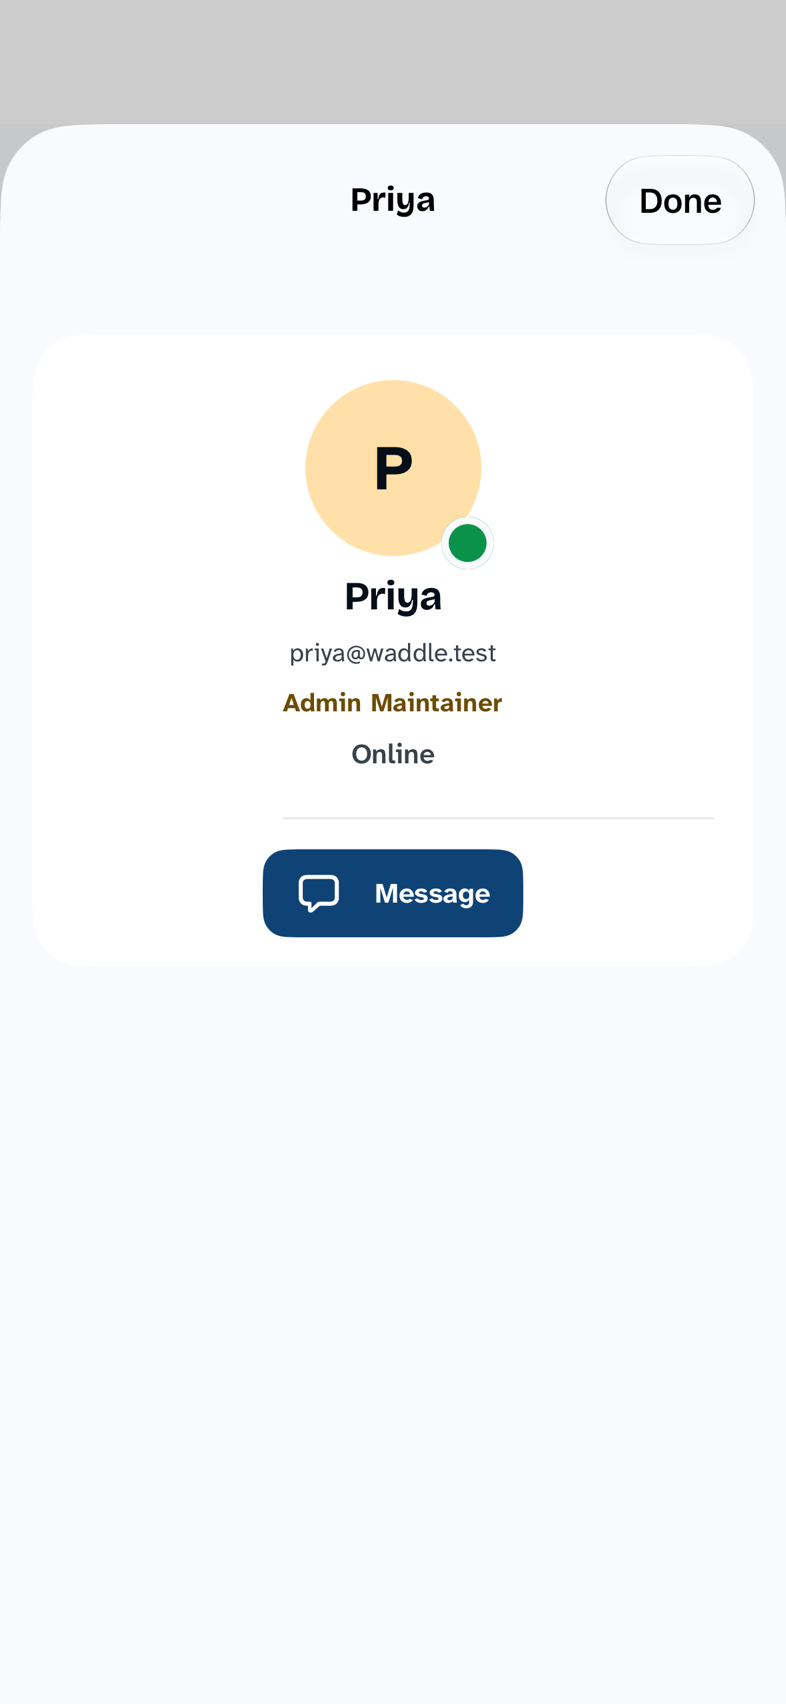 Priya
Done
P
Priya
priya@waddle.test
Admin Maintainer
Online
Message